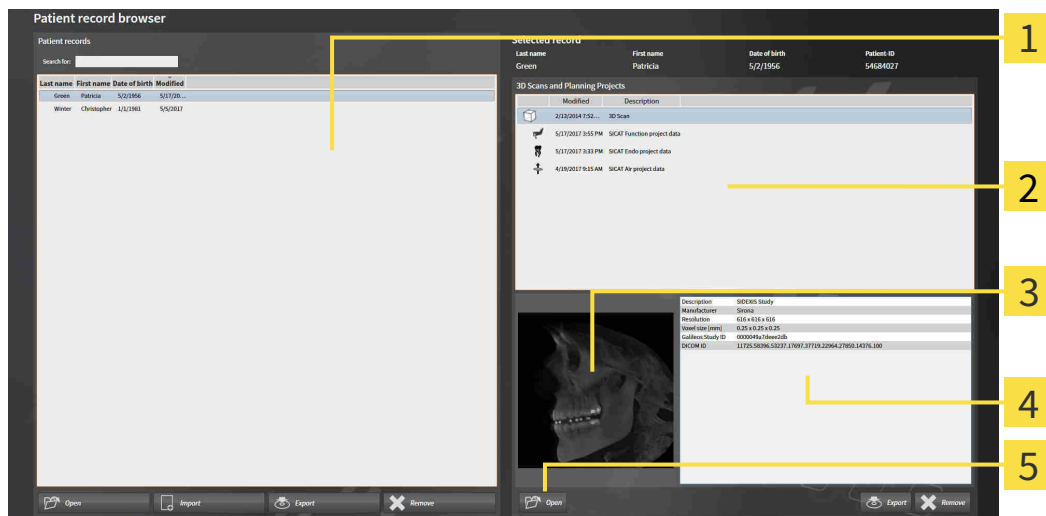 Patient record browser
Patient records
Search for:
Last name First name Date of birth Modified
Green Patricia 5/2/1956 5/17/20...
Winter Christopher 1/1/1981 5/5/2017
Open Import Export Remove
Selected record
Last name First name Date of birth Patient-ID
Green Patricia 5/2/1956 54684027
3D Scans and Planning Projects
Modified Description
2/13/2014 7:52... 3D Scan
5/17/2017 3:55 PM SICAT Function project data
5/17/2017 3:33 PM SICAT Endo project data
4/19/2017 9:15 AM SICAT Air project data
Description SIDEXIS Study
Manufacturer Sirona
Resolution 616 x 616 x 616
Voxel size [mm] 0.25 x 0.25 x 0.25
Galileos Study ID 0000049a7deee2db
DICOM ID 11725.58396.53237.17697.37719.22964.27850.14376.100
Open Export Remove
1
2
3
4
5